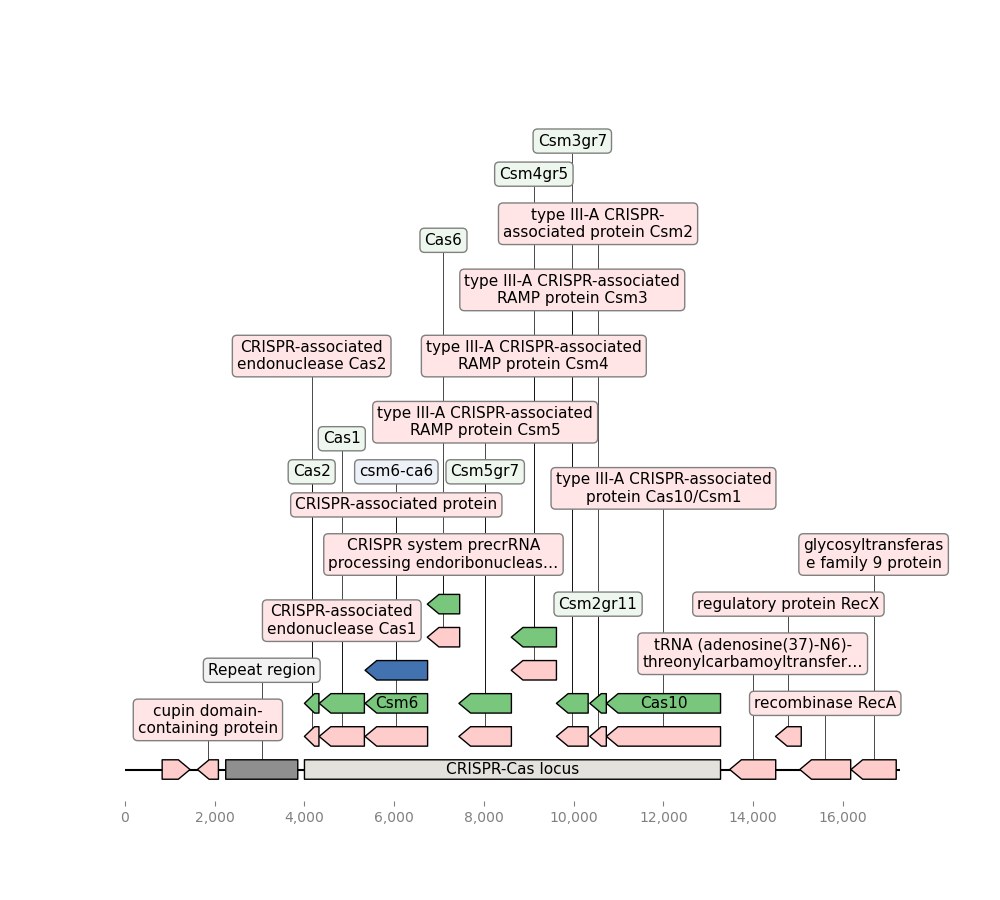 Csm3gr7
Csm4gr5
type III-A CRISPR-
associated protein Csm2
Cas6
type III-A CRISPR-associated
RAMP protein Csm3
CRISPR-associated
endonuclease Cas2
type III-A CRISPR-associated
RAMP protein Csm4
type III-A CRISPR-associated
RAMP protein Csm5
Cas1
Cas2
csm6-ca6
Csm5gr7
type III-A CRISPR-associated
protein Cas10/Csm1
CRISPR-associated protein
CRISPR system precrRNA
processing endoribonucleas…
glycosyltransferas
e family 9 protein
CRISPR-associated
endonuclease Cas1
Csm2gr11
regulatory protein RecX
tRNA (adenosine(37)-N6)-
threonylcarbamoyltransfer…
Repeat region
cupin domain-
containing protein
Csm6
Cas10
recombinase RecA
CRISPR-Cas locus
0 2,000 4,000 6,000 8,000 10,000 12,000 14,000 16,000